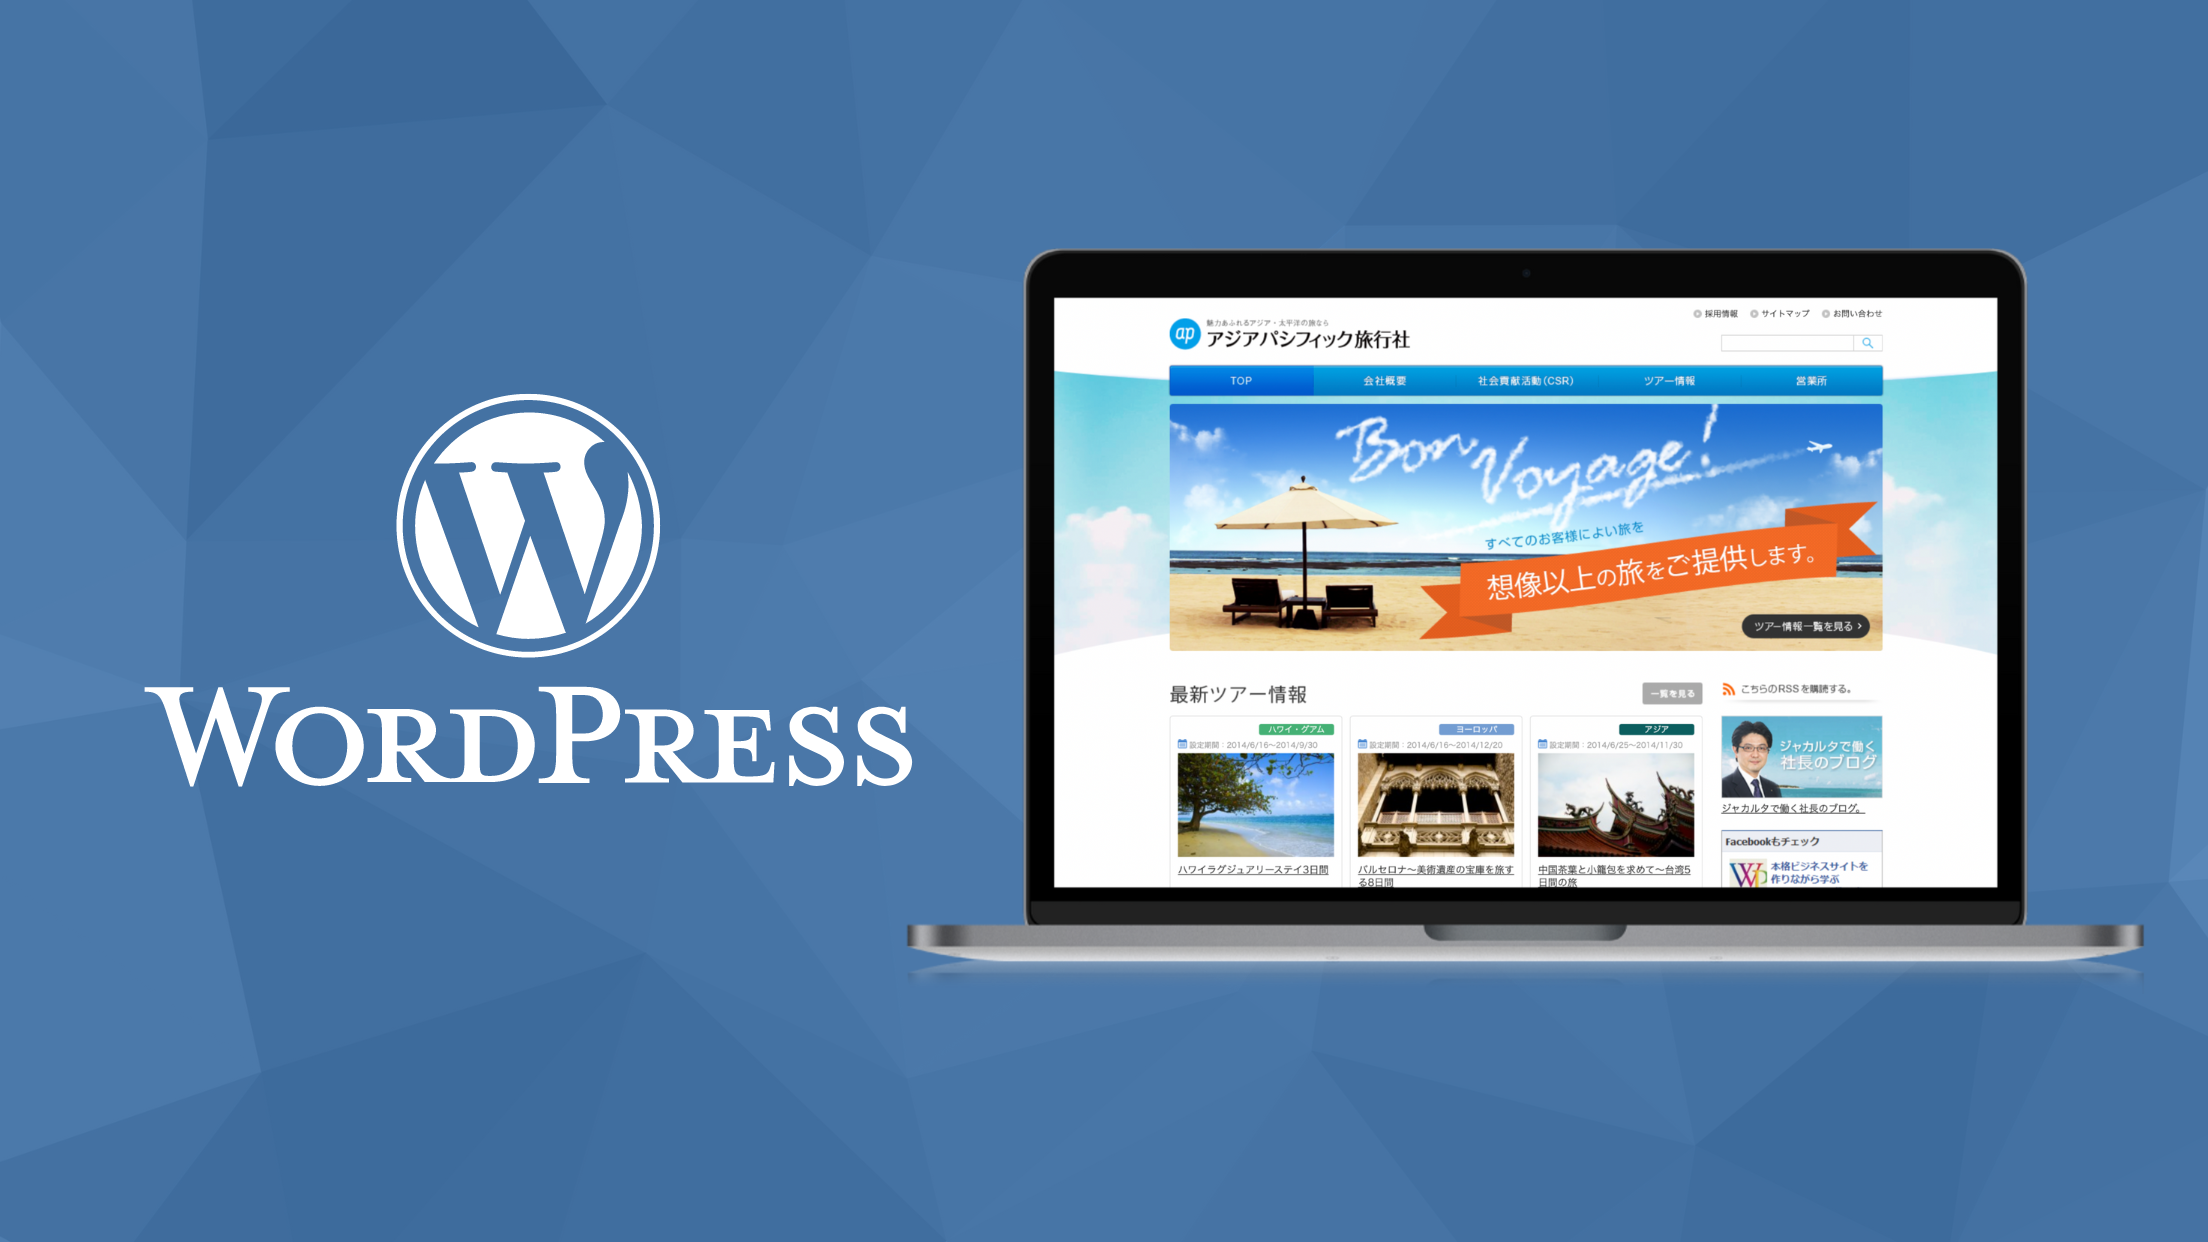 WORDPRESS
魅力あふれるアジア・太平洋の旅なら
ap アジアパシフィック旅行社
採用情報 サイトマップ お問い合わせ
TOP 会社概要 社会貢献活動(CSR) ツアー情報 営業所
Bon Voyage!
すべてのお客様によい旅を
想像以上の旅をご提供します。
ツアー情報一覧を見る
最新ツアー情報
一覧を見る
ハワイ・グアム
設定期間：2014/6/16〜2014/9/30
ハワイラグジュアリーステイ3日間
ヨーロッパ
設定期間：2014/6/16〜2014/12/20
バルセロナ〜美術遺産の宝庫を旅す
る8日間
アジア
設定期間：2014/6/25〜2014/11/30
中国茶葉と小籠包を求めて〜台湾5
日間の旅
こちらのRSSを購読する。
ジャカルタで働く
社長のブログ
ジャカルタで働く社長のブログ。
Facebookもチェック
本格ビジネスサイトを
作りながら学ぶ